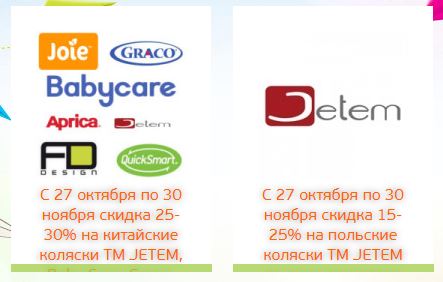 Joie
GRACO
Babycare
Aprica
Jetem
FD
DESIGN
QuickSmart
С 27 октября по 30
ноября скидка 25-
30% на китайские
коляски ТМ JETEM,
Jetem
С 27 октября по 30
ноября скидка 15-
25% на польские
коляски ТМ JETEM